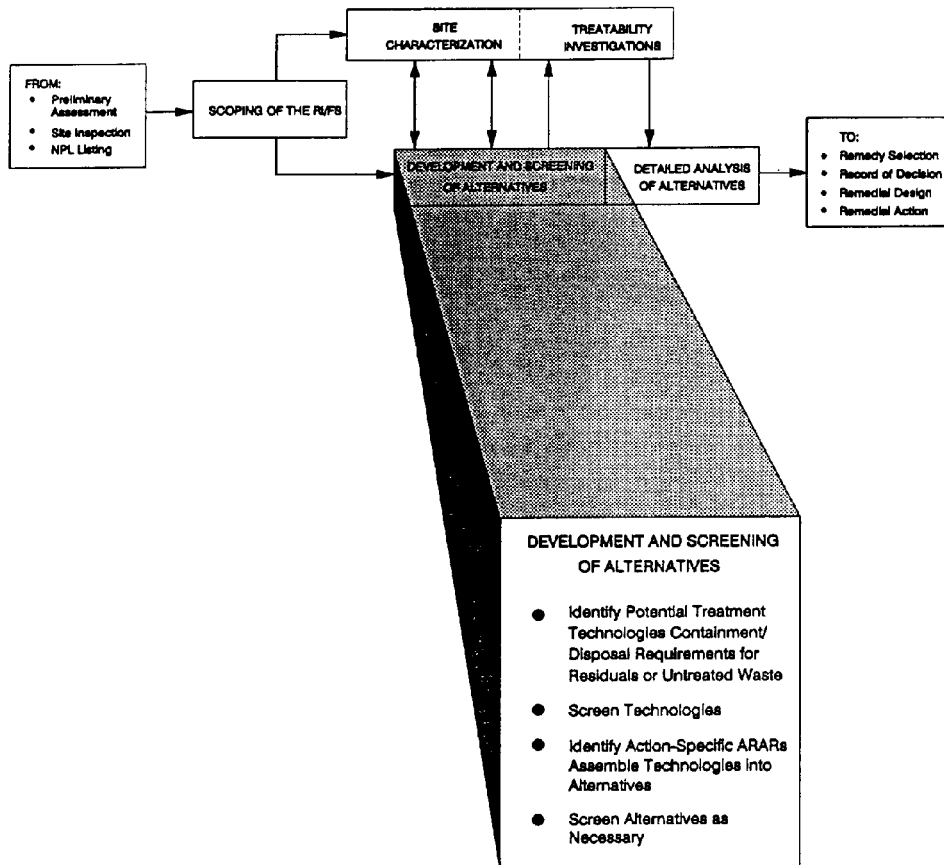 SITE
CHARACTERIZATION
TREATABILITY
INVESTIGATIONS
FROM:
• Preliminary
Assessment
• Site Inspection
• NPL Listing
SCOPING OF THE RI/FS
DEVELOPMENT AND SCREENING
OF ALTERNATIVES
DETAILED ANALYSIS
OF ALTERNATIVES
TO:
• Remedy Selection
• Record of Decision
• Remedial Design
• Remedial Action
DEVELOPMENT AND SCREENING
OF ALTERNATIVES
• Identify Potential Treatment
Technologies Containment/
Disposal Requirements for
Residuals or Untreated Waste
• Screen Technologies
• Identify Action-Specific ARARs
Assemble Technologies into
Alternatives
• Screen Alternatives as
Necessary